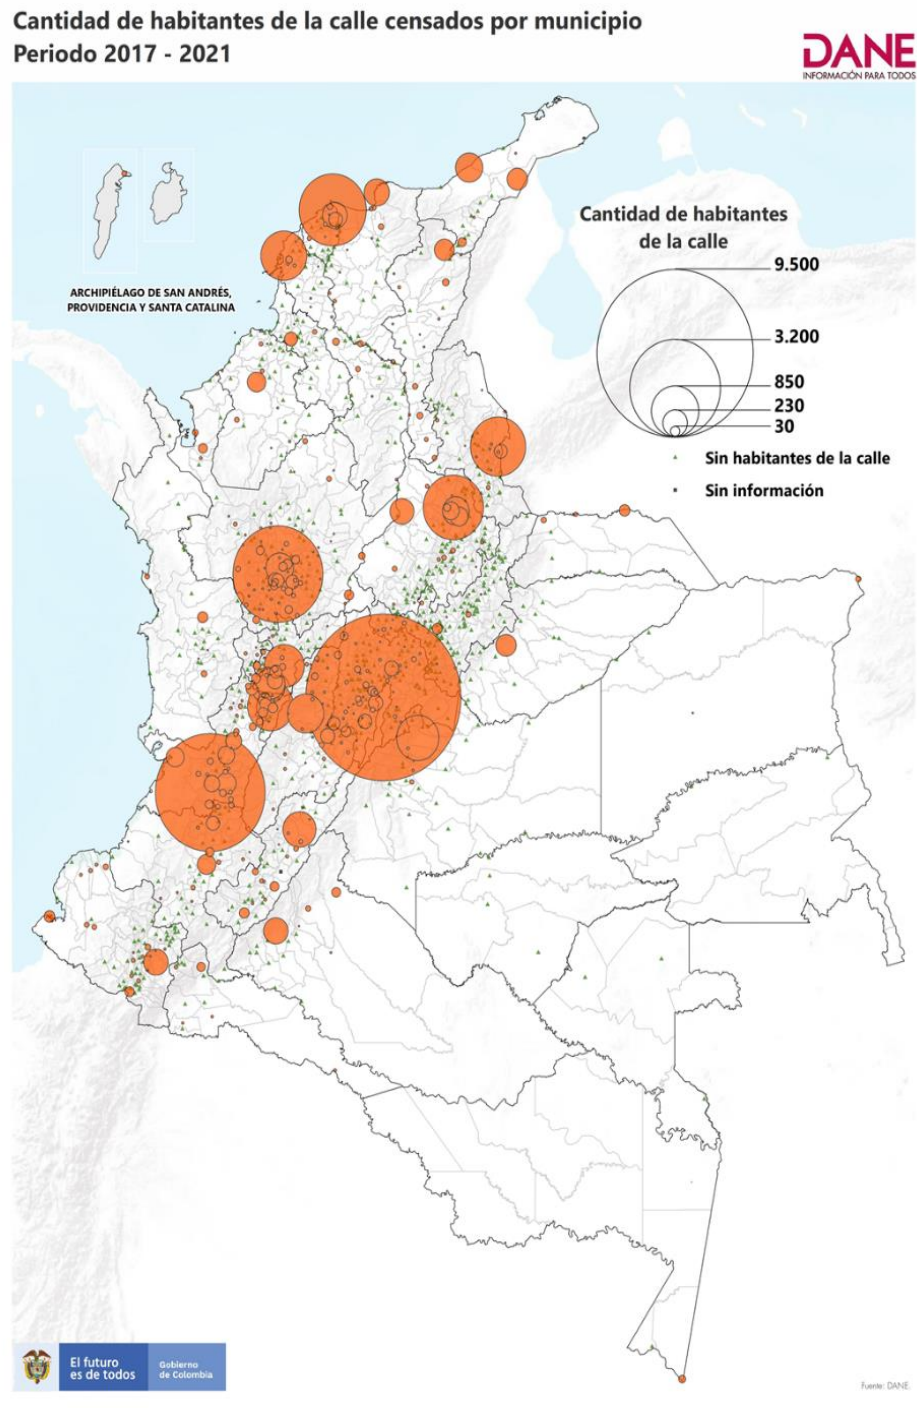 Cantidad de habitantes de la calle censados por municipio
Periodo 2017 - 2021
DANE
INFORMACIÓN PARA TODOS
ARCHIPIÉLAGO DE SAN ANDRÉS,
PROVIDENCIA Y SANTA CATALINA
Cantidad de habitantes
de la calle
9.500
3.200
850
230
30
Sin habitantes de la calle
Sin información
El futuro
es de todos
Gobierno
de Colombia
Fuente: DANE.